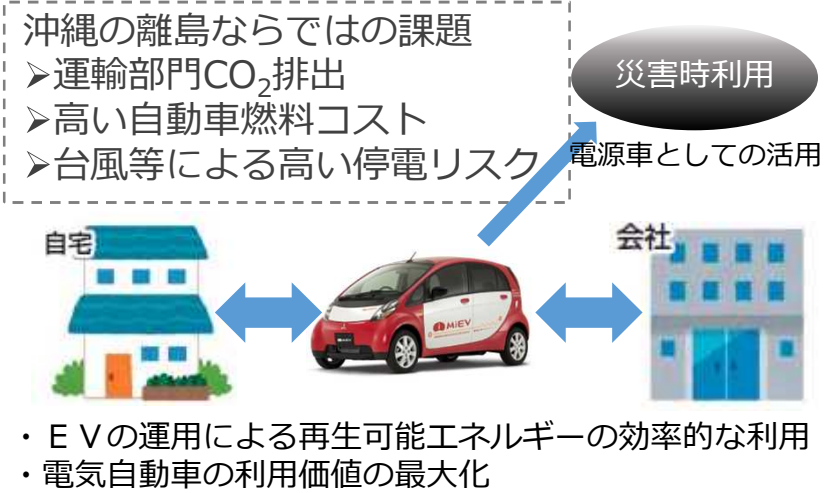 沖縄の離島ならではの課題
➢運輸部門CO₂排出
➢高い自動車燃料コスト
➢台風等による高い停電リスク
災害時利用
電源車としての活用
自宅
会社
MiEV
・ＥＶの運用による再生可能エネルギーの効率的な利用
・電気自動車の利用価値の最大化